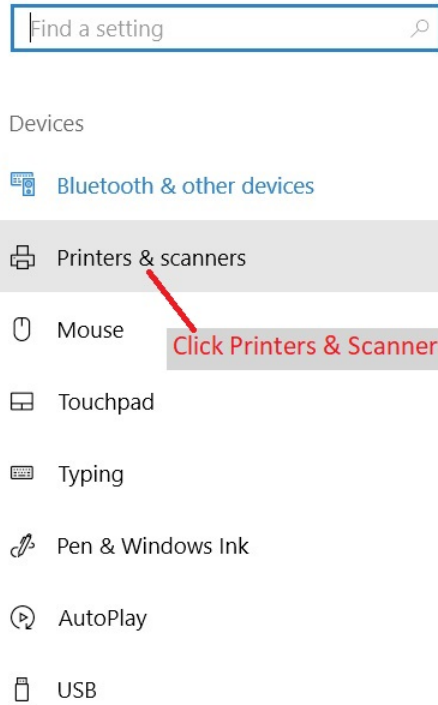 Find a setting
Devices
Bluetooth & other devices
Printers & scanners
Mouse
Click Printers & Scanner
Touchpad
Typing
Pen & Windows Ink
AutoPlay
USB